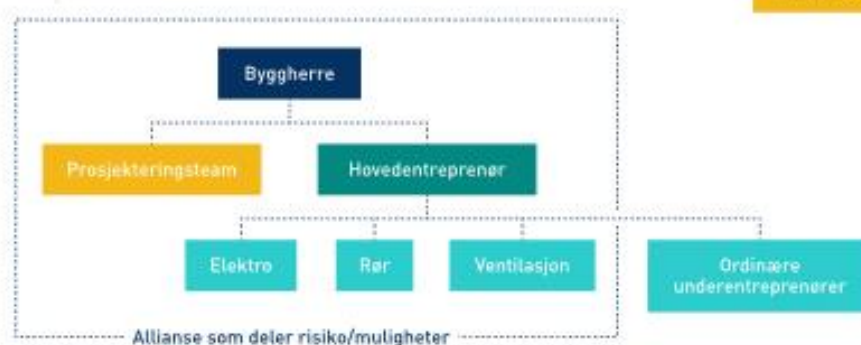 Byggherre
Prosjekteringsteam
Hovedentreprenør
Elektro
Rør
Ventilasjon
Ordinære
underentreprenører
Allianse som deler risiko/muligheter